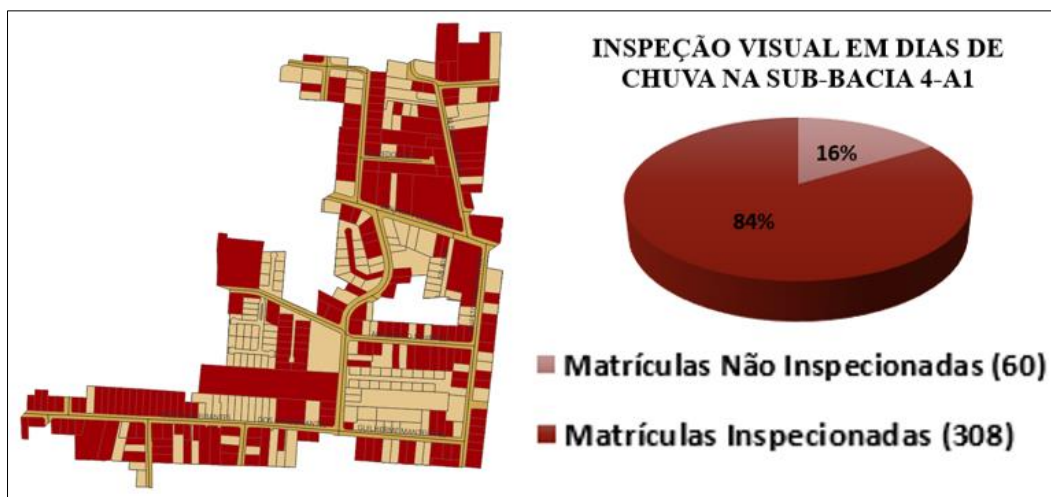 INSPEÇÃO VISUAL EM DIAS DE
CHUVA NA SUB-BACIA 4-A1
16%
84%
Matrículas Não Inspecionadas (60)
Matrículas Inspecionadas (308)